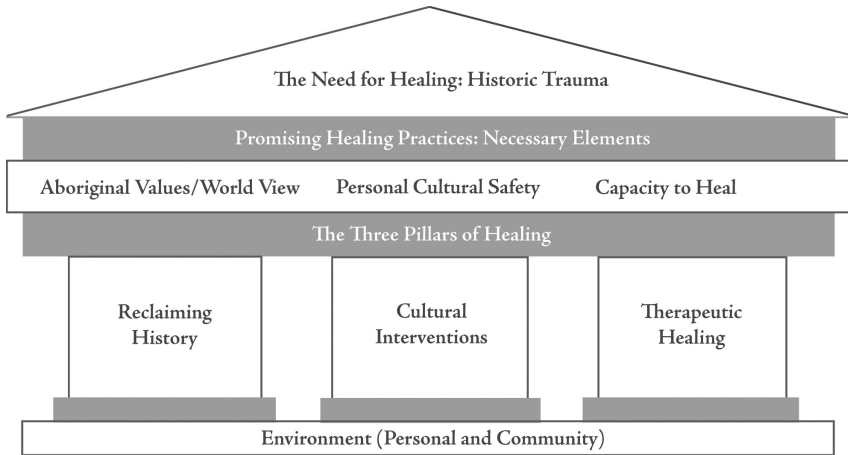 The Need for Healing: Historic Trauma
Promising Healing Practices: Necessary Elements
Aboriginal Values/World View Personal Cultural Safety Capacity to Heal
The Three Pillars of Healing
Reclaiming
History
Cultural
Interventions
Therapeutic
Healing
Environment (Personal and Community)